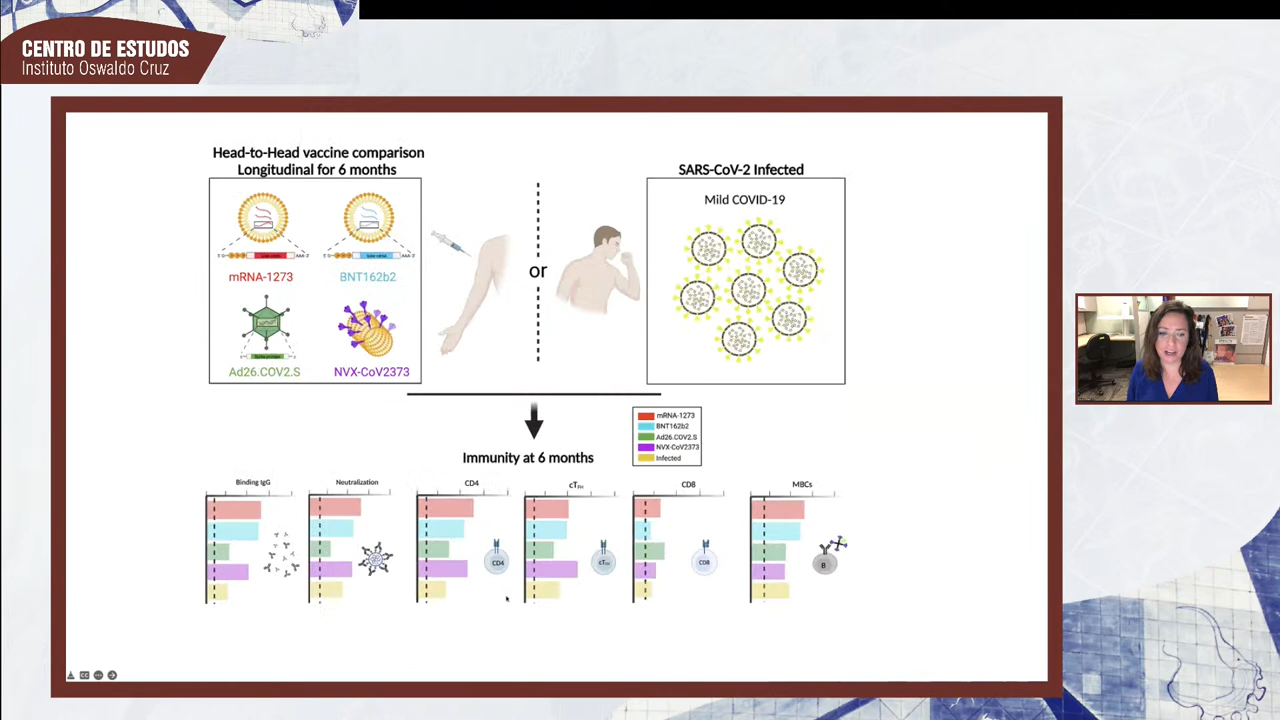 CENTRO DE ESTUDOS
Instituto Oswaldo Cruz
Head-to-Head vaccine comparison
Longitudinal for 6 months
SARS-CoV-2 Infected
Mild COVID-19
mRNA-1273
BNT162b2
Ad26.COV2.S
NVX-CoV2373
or
mRNA-1273
BNT162b2
Ad26.COV2.S
NVX-CoV2373
Infected
Immunity at 6 months
Binding IgG
Neutralization
CD4
cTFH
CD8
MBCs
CD4
cTFH
CD8
B